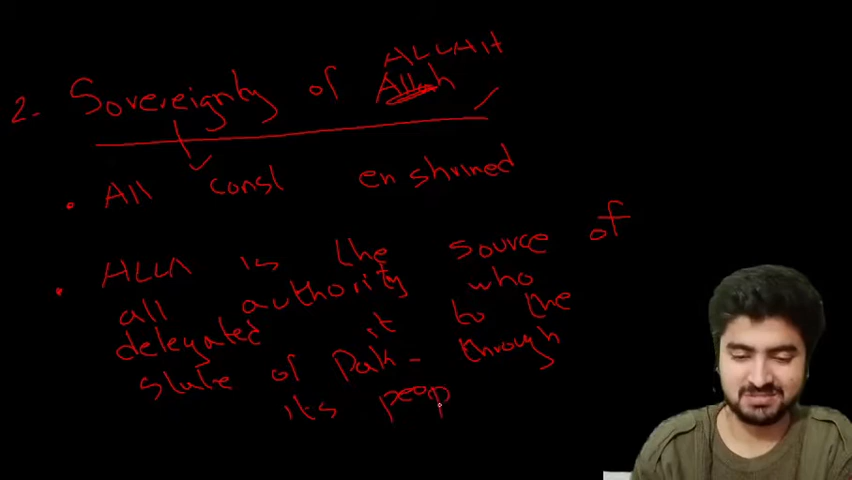 2- Sovereignty of Allah
ALLAH
• All const enshrined
• ALLA is the source of
all authority who
delegated it to the
state of Pak - through
its peop